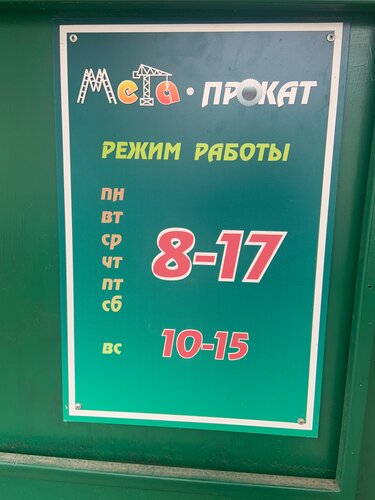 МеТа·ПРОКАТ
РЕЖИМ РАБОТЫ
ПН
ВТ
СР
ЧТ
ПТ
СБ
8-17
ВС 10-15